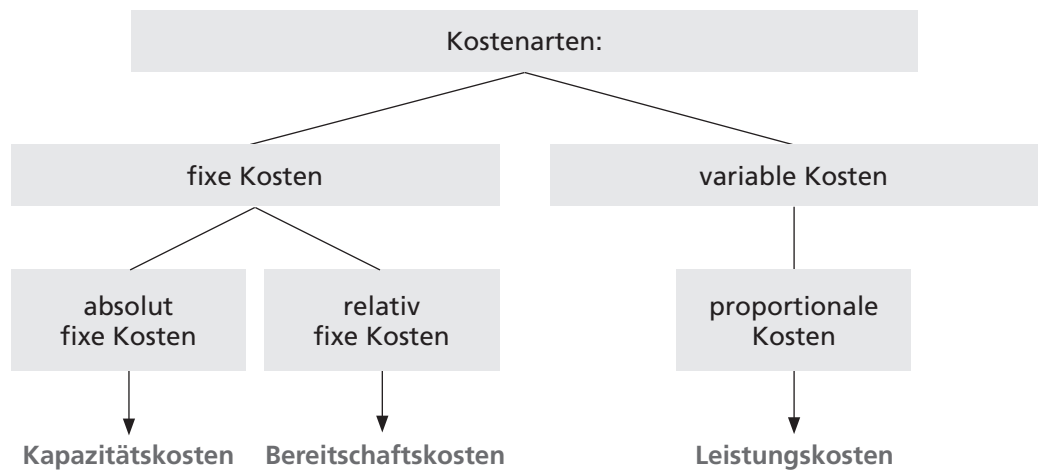 Kostenarten:
fixe Kosten
variable Kosten
absolut
fixe Kosten
relativ
fixe Kosten
proportionale
Kosten
Kapazitätskosten
Bereitschaftskosten
Leistungskosten